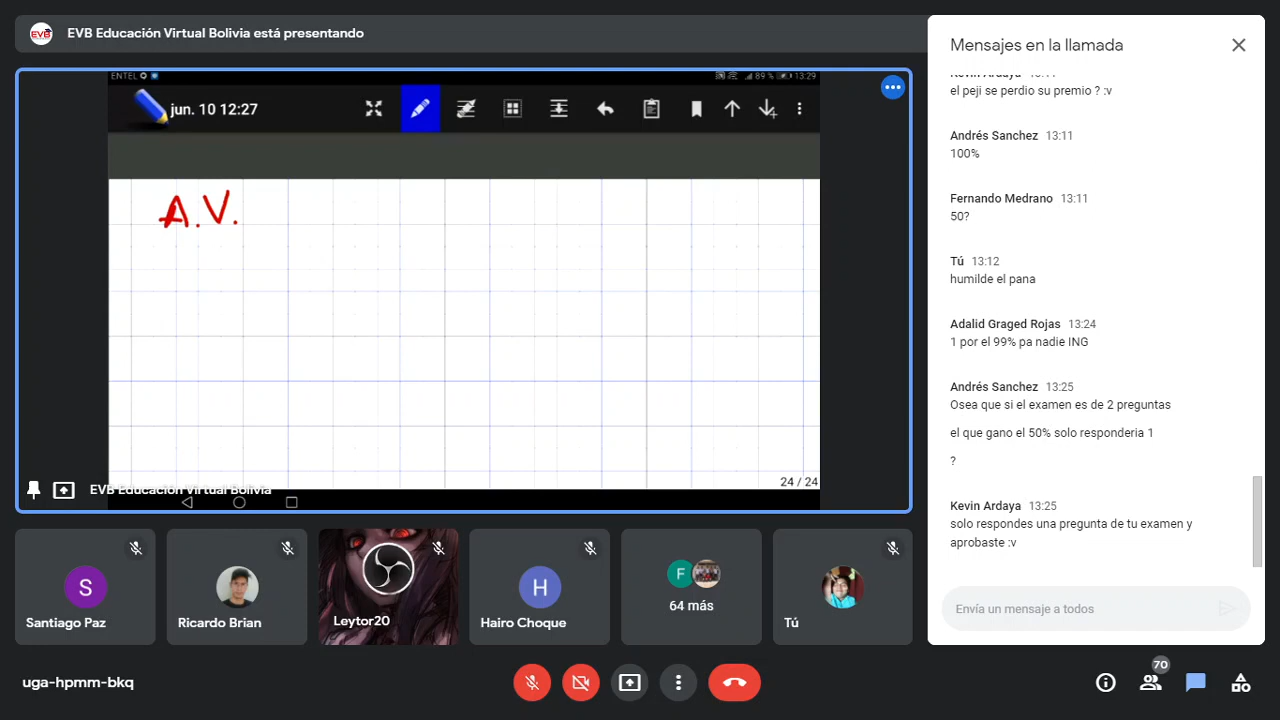 EVB Educación Virtual Bolivia está presentando
ENTEL
89 % 13:29
jun. 10 12:27
A.V.
24 / 24
EVB Educación Virtual Bolivia
S
Santiago Paz
Ricardo Brian
Leytor20
H
Hairo Choque
F
64 más
Tú
uga-hpmm-bkq
70
Mensajes en la llamada
Kevin Ardaya 13:11
el peji se perdio su premio ? :v
Andrés Sanchez 13:11
100%
Fernando Medrano 13:11
50?
Tú 13:12
humilde el pana
Adalid Graged Rojas 13:24
1 por el 99% pa nadie ING
Andrés Sanchez 13:25
Osea que si el examen es de 2 preguntas
el que gano el 50% solo responderia 1
?
Kevin Ardaya 13:25
solo respondes una pregunta de tu examen y
aprobaste :v
Envía un mensaje a todos